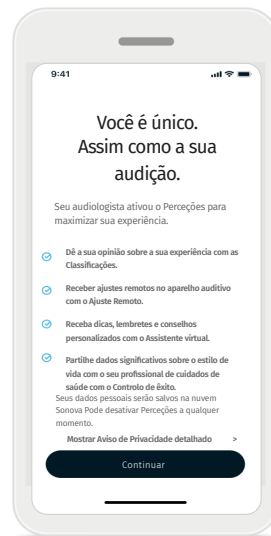 9:41
Você é único.
Assim como a sua
audição.
Seu audiologista ativou o Perceções para
maximizar sua experiência.
Dê a sua opinião sobre a sua experiência com as
Classificações.
Receber ajustes remotos no aparelho auditivo
com o Ajuste Remoto.
Receba dicas, lembretes e conselhos
personalizados com o Assistente virtual.
Partilhe dados significativos sobre o estilo de
vida com o seu profissional de cuidados de
saúde com o Controlo de êxito.
Seus dados pessoais serão salvos na nuvem
Sonova Pode desativar Perceções a qualquer
momento.
Mostrar Aviso de Privacidade detalhado >
Continuar